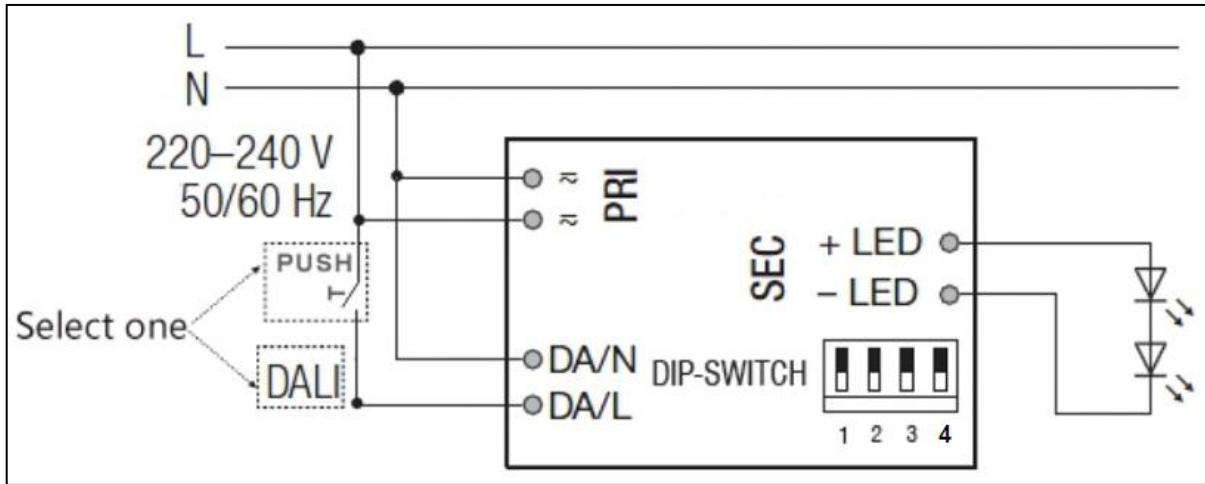 L
N
220–240 V
50/60 Hz
≂ PRI
≂
PUSH
Select one
DALI
SEC
+ LED
– LED
DA/N
DA/L
DIP-SWITCH
1 2 3 4